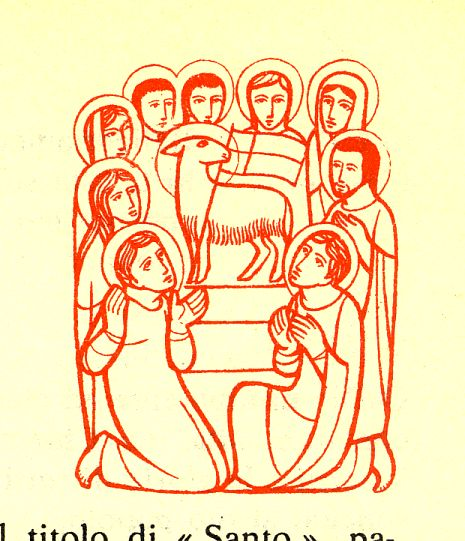 l titolo di « Santo », pa-